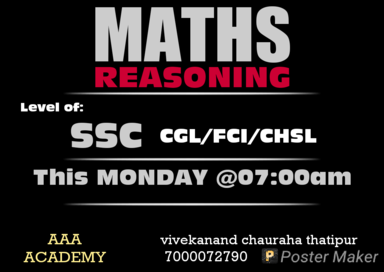 MATHS
REASONING
Level of:
SSC CGL/FCI/CHSL
This MONDAY @07:00am
AAA
ACADEMY
vivekanand chauraha thatipur
7000072790
P Poster Maker